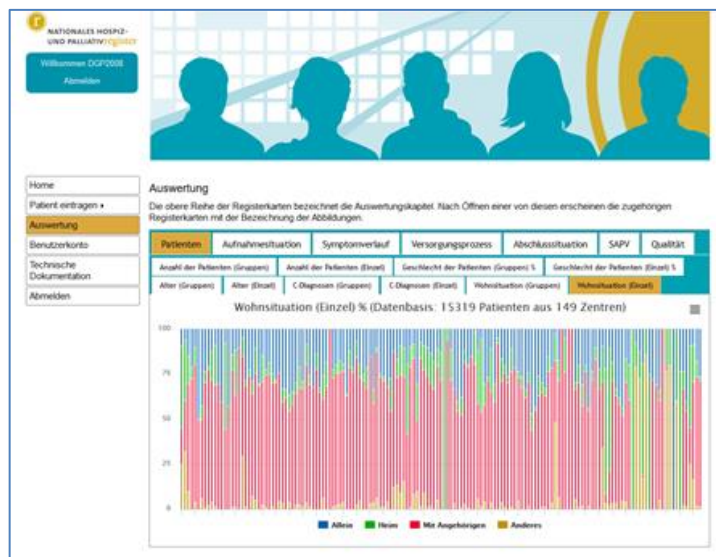 NATIONALES HOSPIZ-
UND PALLIATIVregister
Willkommen DGP2008
Abmelden
Home
Patient eintragen
Auswertung
Benutzerkonto
Technische
Dokumentation
Abmelden
Auswertung
Die obere Reihe der Registerkarten bezeichnet die Auswertungskapitel. Nach Öffnen einer von diesen erscheinen die zugehörigen
Registerkarten mit der Bezeichnung der Abbildungen.
Patienten Aufnahmesituation Symptomverlauf Versorgungsprozess Abschlusssituation SAPV Qualität
Anzahl der Patienten (Gruppen) Anzahl der Patienten (Einzel) Geschlecht der Patienten (Gruppen) % Geschlecht der Patienten (Einzel) %
Alter (Gruppen) Alter (Einzel) C-Diagnosen (Gruppen) C-Diagnosen (Einzel) Wohnsituation (Gruppen) Wohnsituation (Einzel)
Wohnsituation (Einzel) % (Datenbasis: 15319 Patienten aus 149 Zentren)
100
75
50
25
0
Allein Heim Mit Angehörigen Anderes